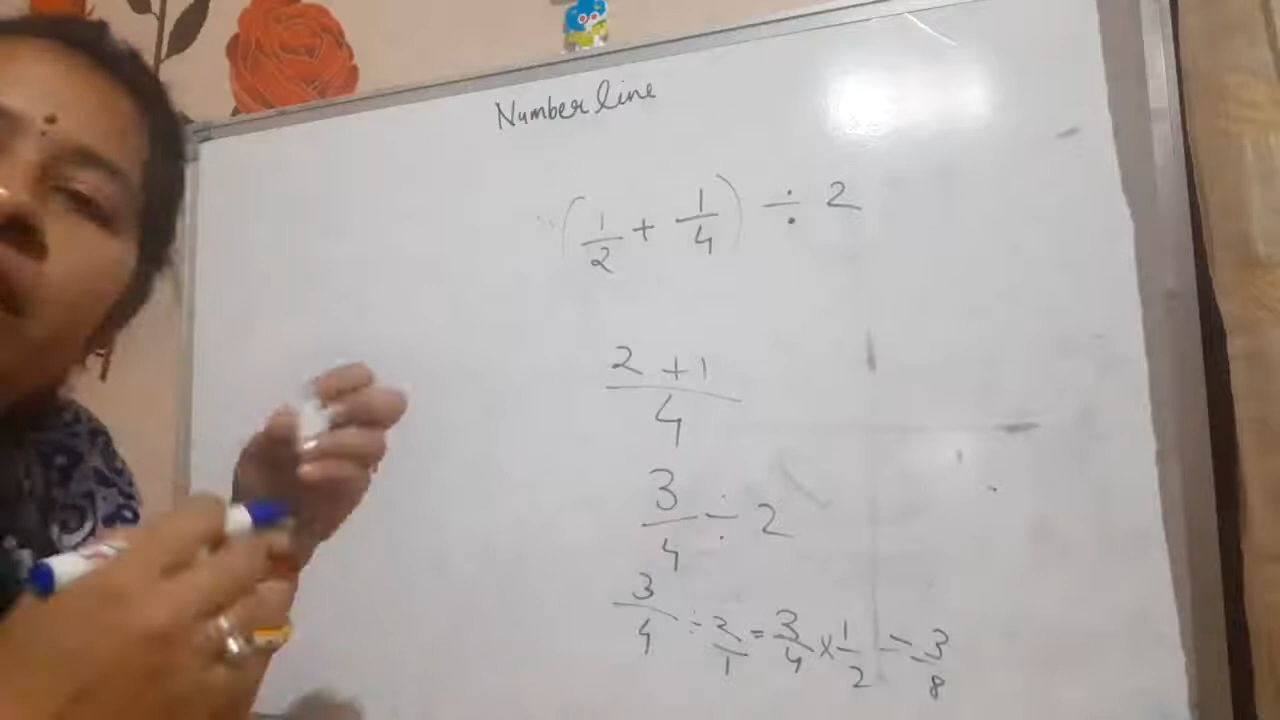 Number line
(1/2 + 1/4) ÷ 2
2 + 1/4
3/4 ÷ 2
3/4 ÷ 2/1 = 3/4 × 1/2 = 3/8